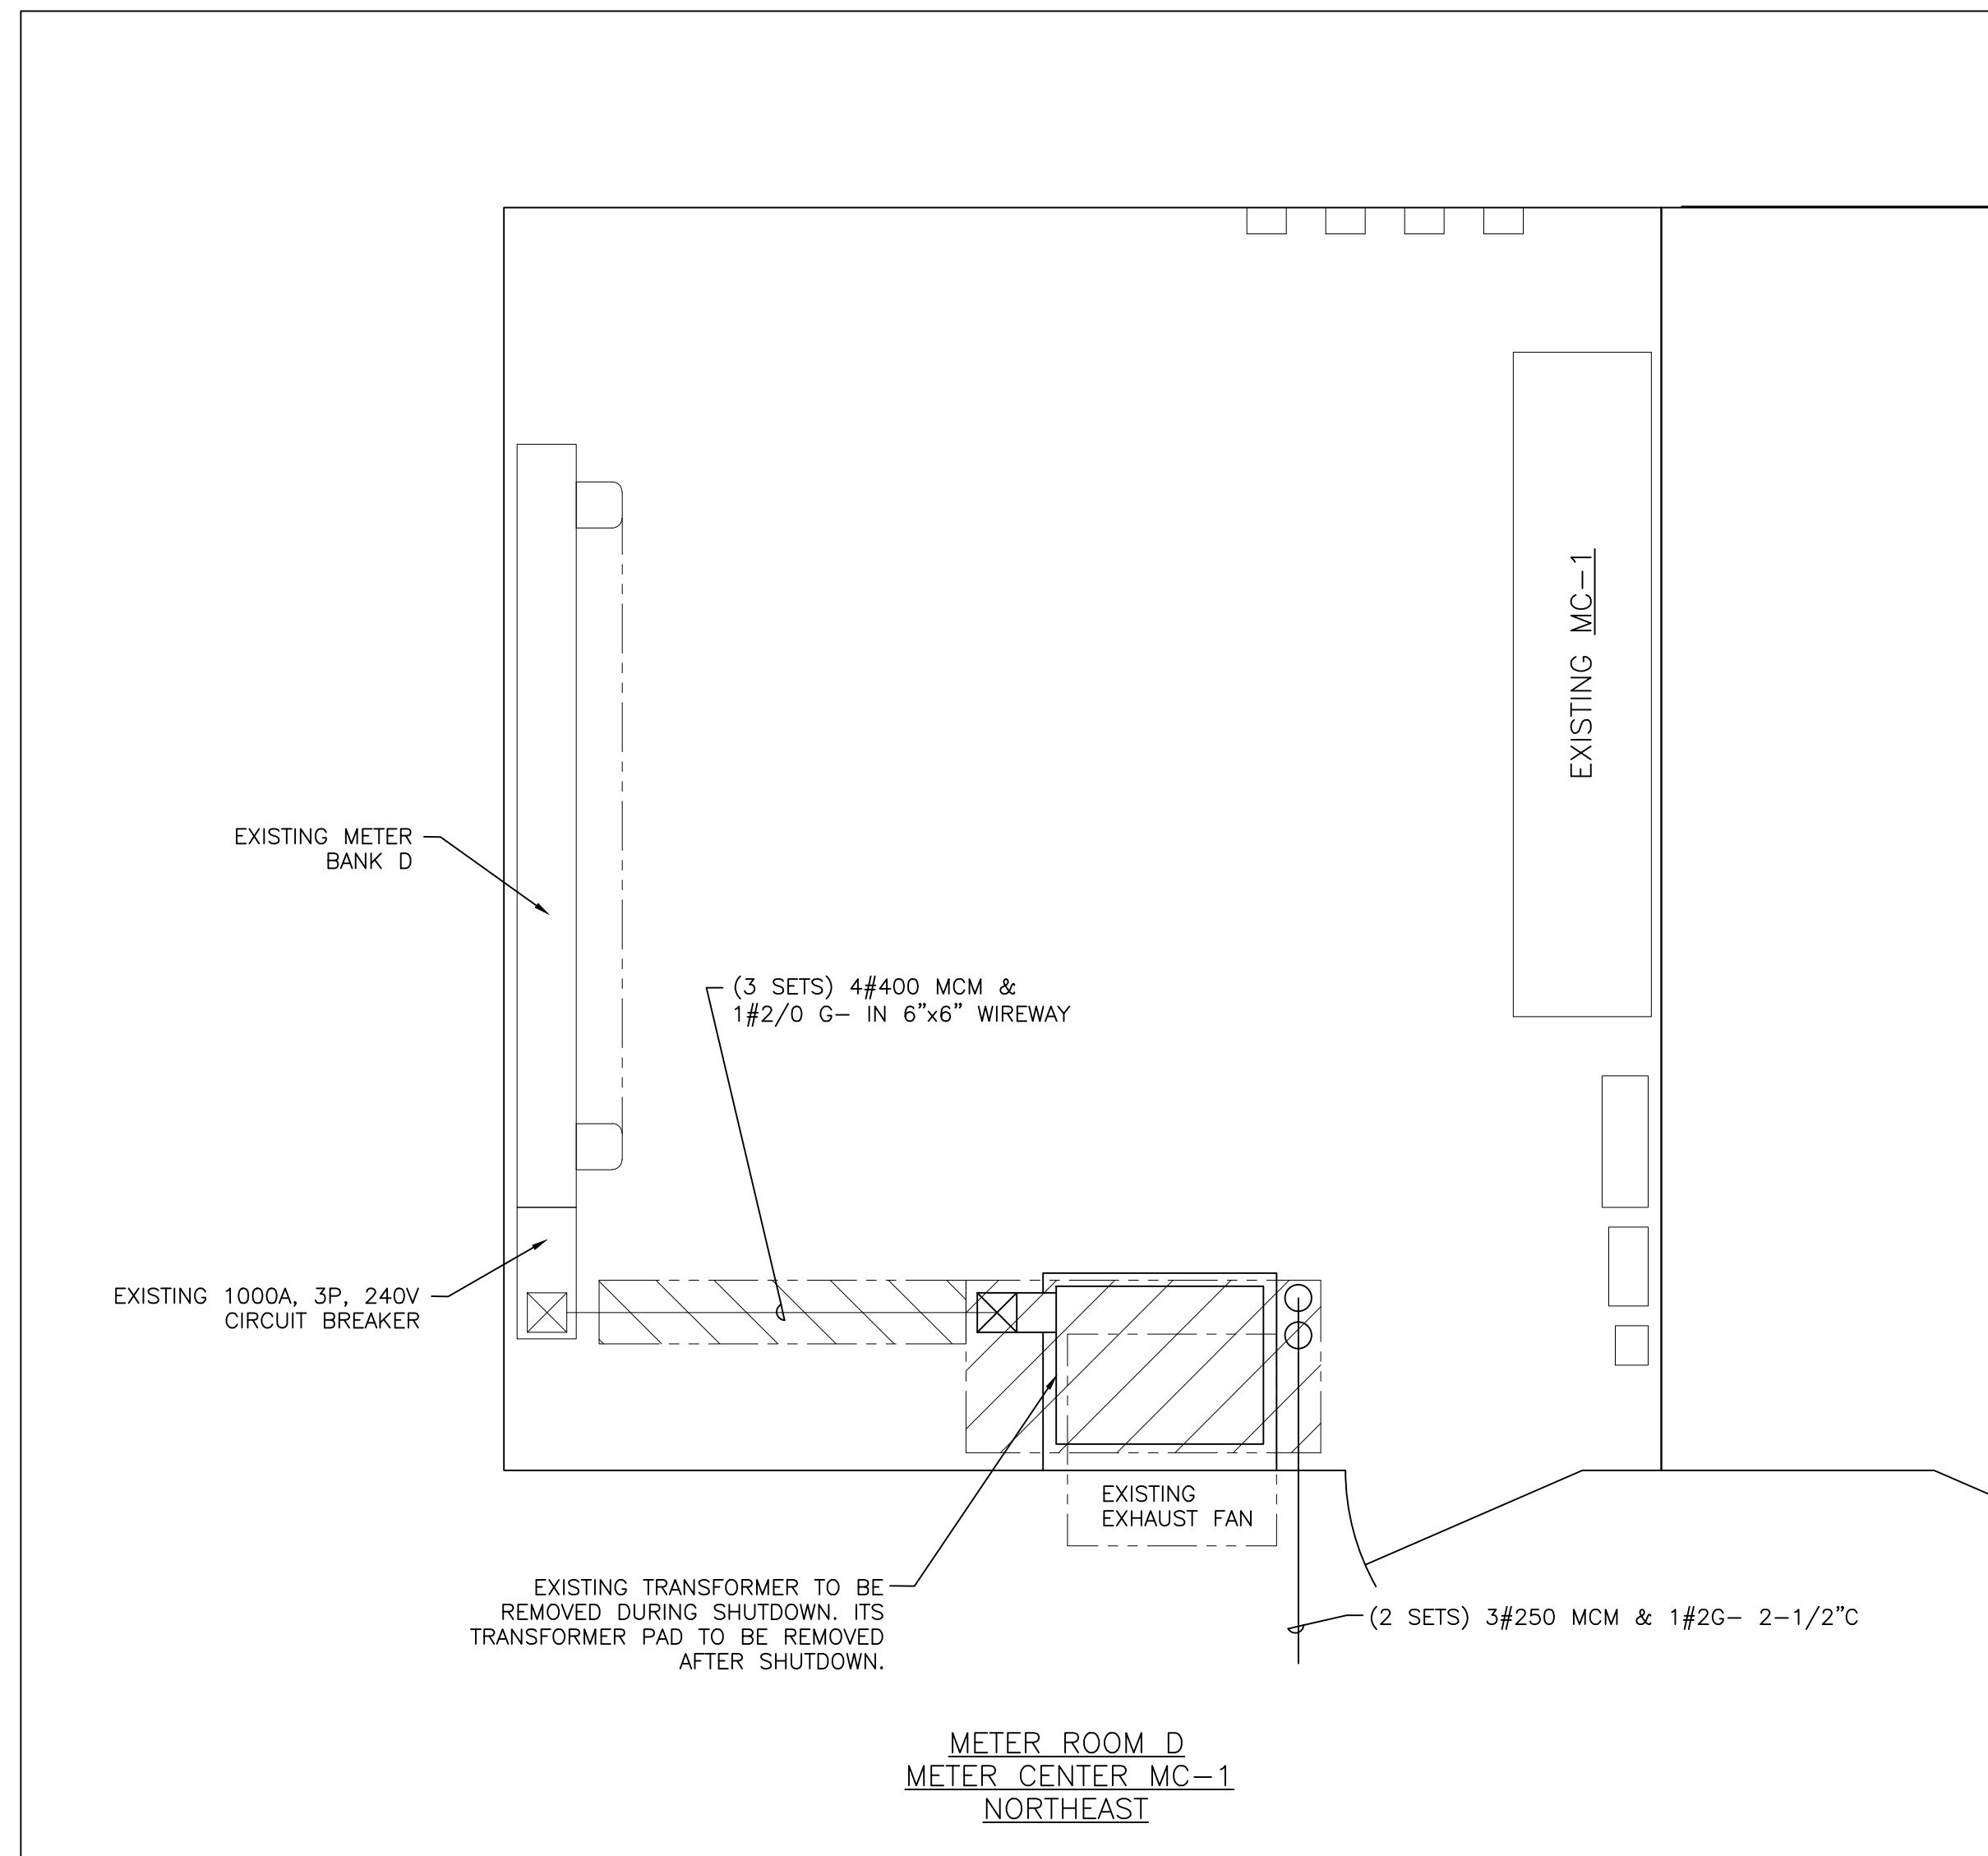 EXISTING MC-1
EXISTING METER
BANK D
(3 SETS) 4#400 MCM &
1#2/0 G- IN 6"x6" WIREWAY
EXISTING 1000A, 3P, 240V
CIRCUIT BREAKER
EXISTING
EXHAUST FAN
EXISTING TRANSFORMER TO BE
REMOVED DURING SHUTDOWN. ITS
TRANSFORMER PAD TO BE REMOVED
AFTER SHUTDOWN.
(2 SETS) 3#250 MCM & 1#2G- 2-1/2"C
METER ROOM D
METER CENTER MC-1
NORTHEAST